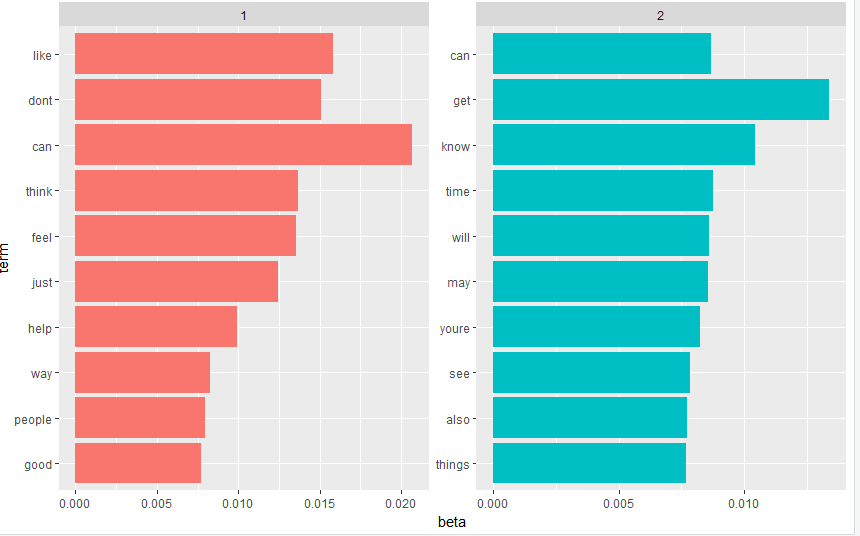 1
2
term
like
dont
can
think
feel
just
help
way
people
good
can
get
know
time
will
may
youre
see
also
things
0.000 0.005 0.010 0.015 0.020
0.000 0.005 0.010
beta